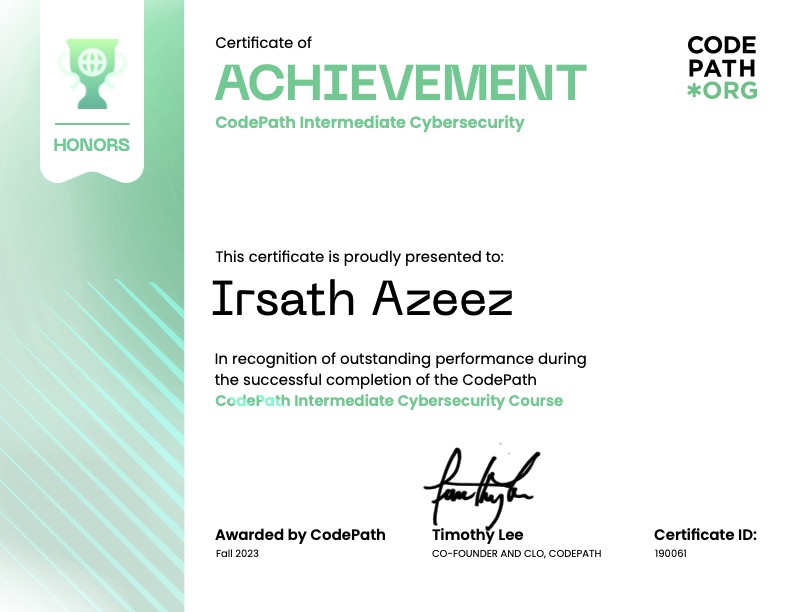 HONORS
Certificate of
ACHIEVEMENT
CodePath Intermediate Cybersecurity
CODE
PATH
*ORG
This certificate is proudly presented to:
Irsath Azeez
In recognition of outstanding performance during
the successful completion of the CodePath
CodePath Intermediate Cybersecurity Course
Awarded by CodePath
Fall 2023
Timothy Lee
CO-FOUNDER AND CLO, CODEPATH
Certificate ID:
190061